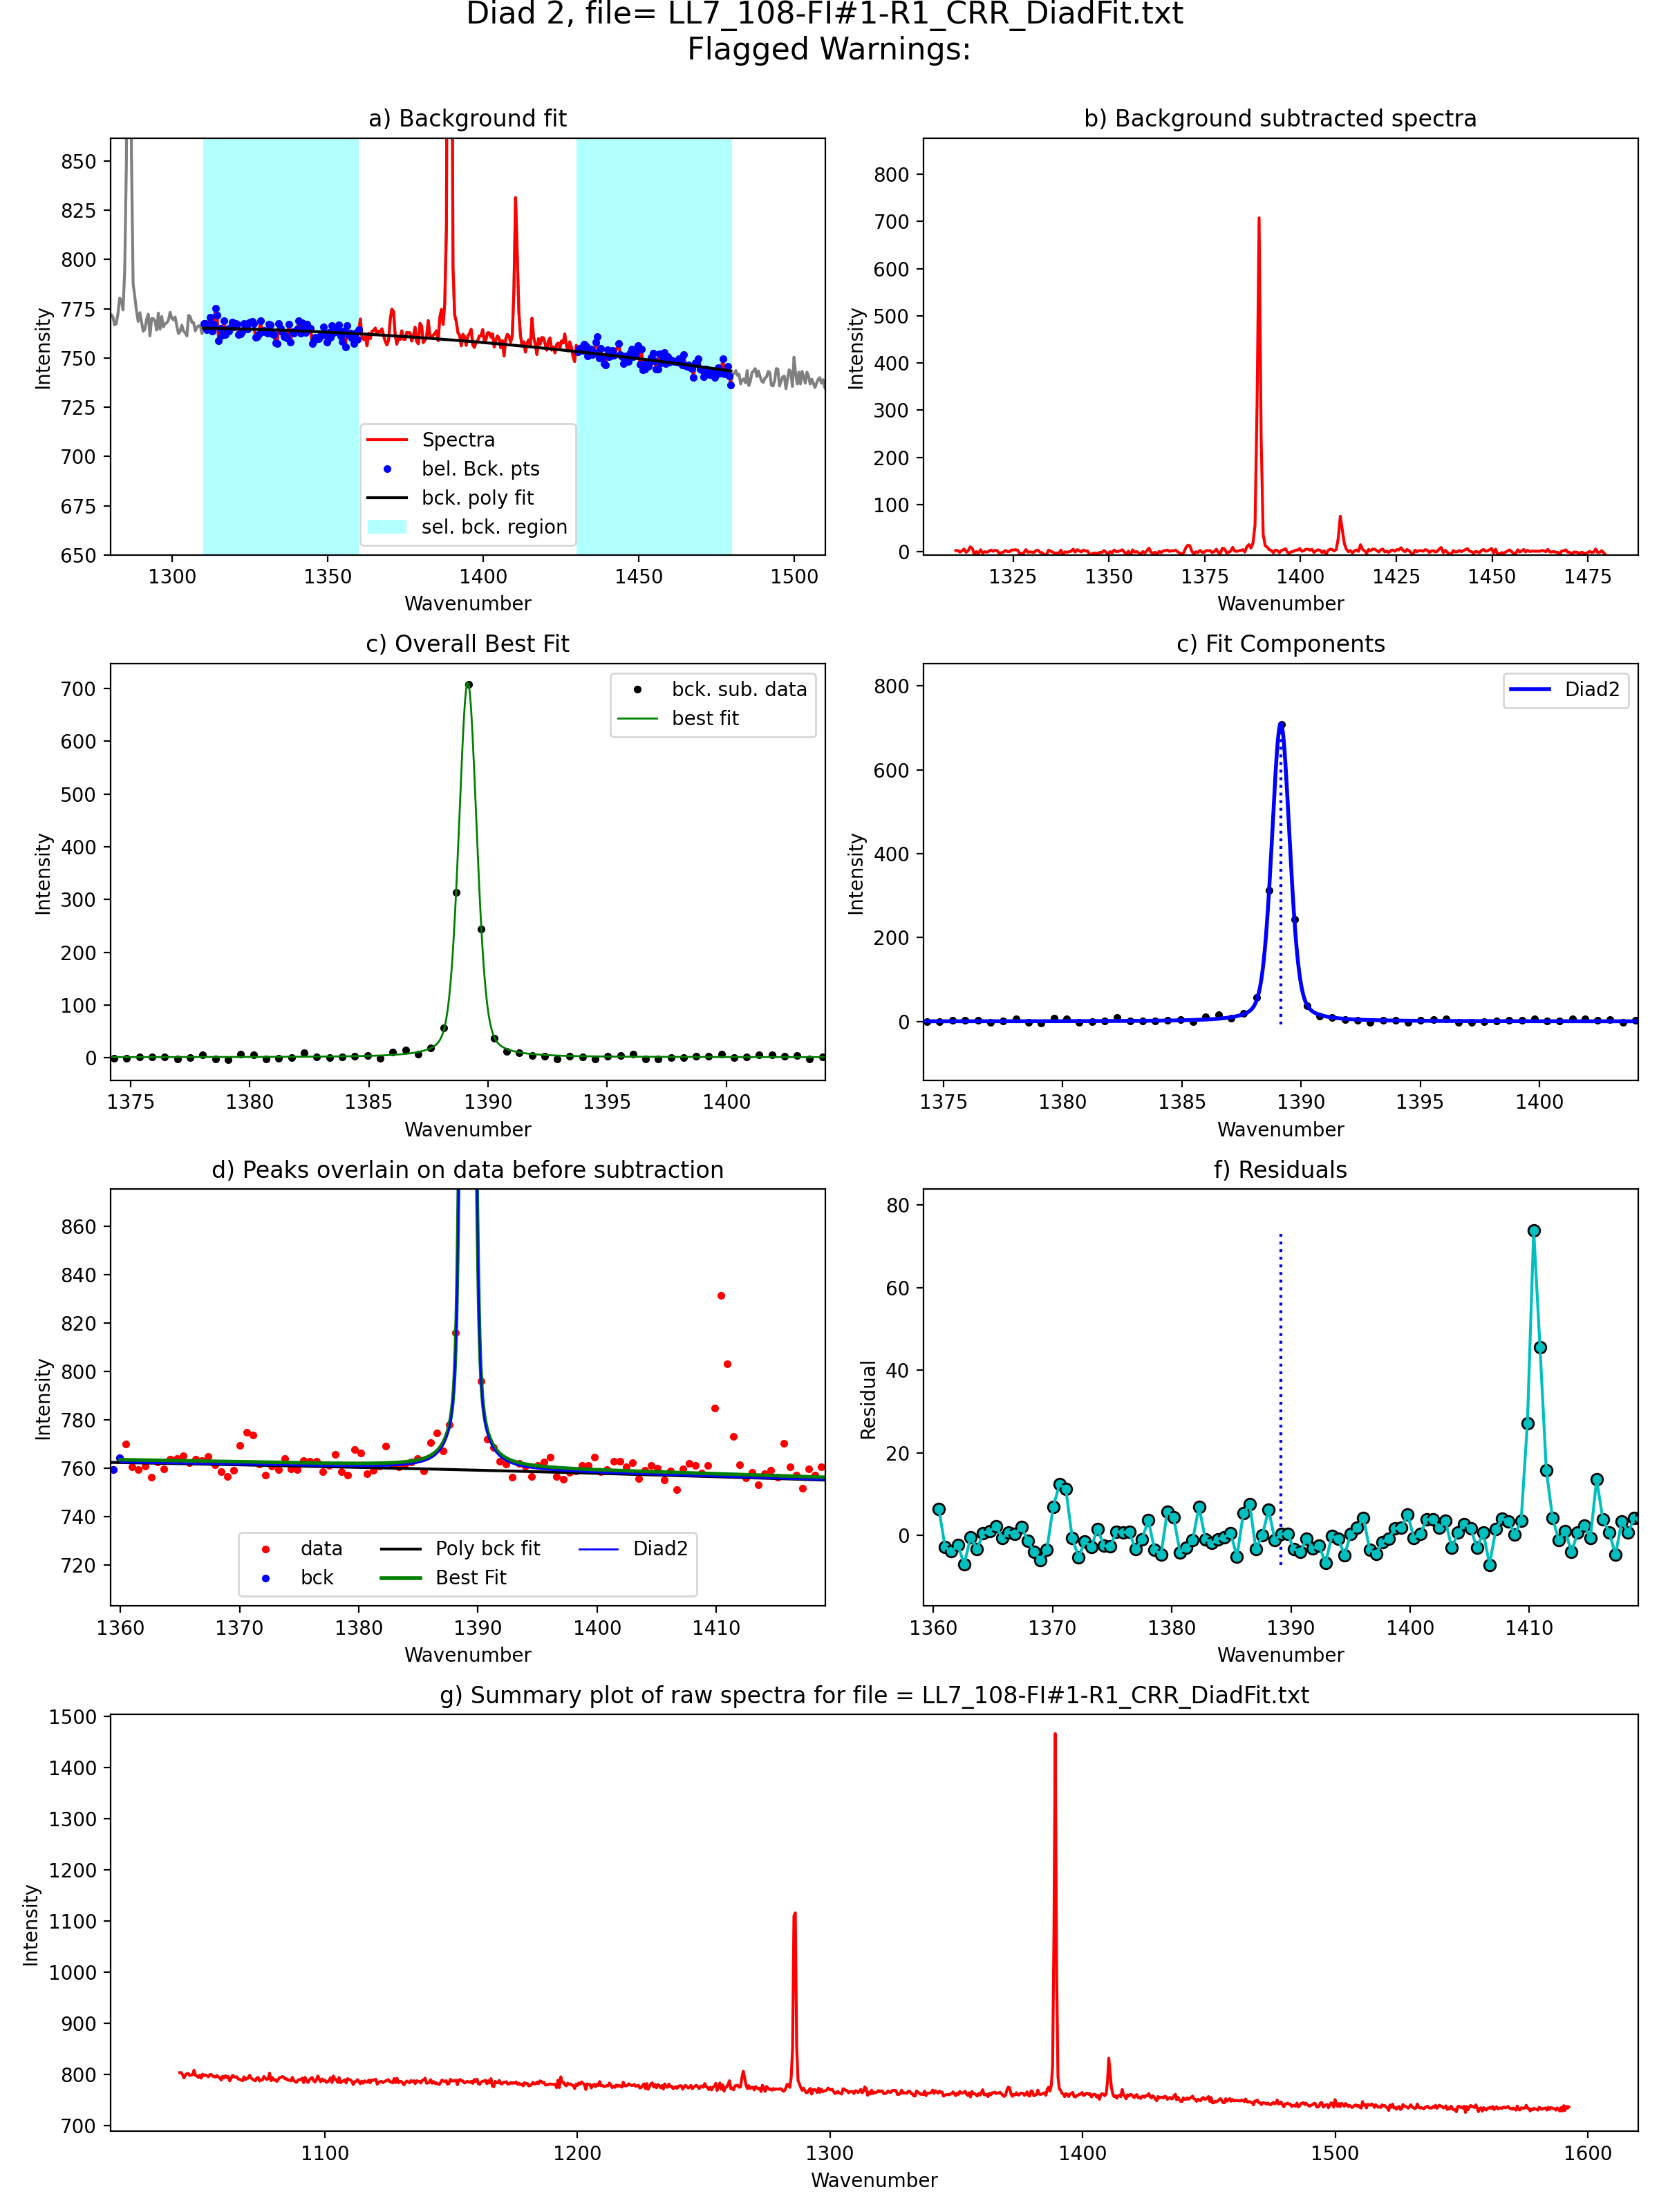 Diad 2, file= LL7_108-FI#1-R1_CRR_DiadFit.txt
Flagged Warnings:
a) Background fit
Intensity
850
825
800
775
750
725
700
675
650
Spectra
bel. Bck. pts
bck. poly fit
sel. bck. region
1300 1350 1400 1450 1500
Wavenumber
b) Background subtracted spectra
Intensity
800
700
600
500
400
300
200
100
0
1325 1350 1375 1400 1425 1450 1475
Wavenumber
c) Overall Best Fit
Intensity
700
600
500
400
300
200
100
0
bck. sub. data
best fit
1375 1380 1385 1390 1395 1400
Wavenumber
c) Fit Components
Intensity
800
600
400
200
0
Diad2
1375 1380 1385 1390 1395 1400
Wavenumber
d) Peaks overlain on data before subtraction
Intensity
860
840
820
800
780
760
740
720
data Poly bck fit Diad2
bck Best Fit
1360 1370 1380 1390 1400 1410
Wavenumber
f) Residuals
Residual
80
60
40
20
0
1360 1370 1380 1390 1400 1410
Wavenumber
g) Summary plot of raw spectra for file = LL7_108-FI#1-R1_CRR_DiadFit.txt
Intensity
1500
1400
1300
1200
1100
1000
900
800
700
1100 1200 1300 1400 1500 1600
Wavenumber